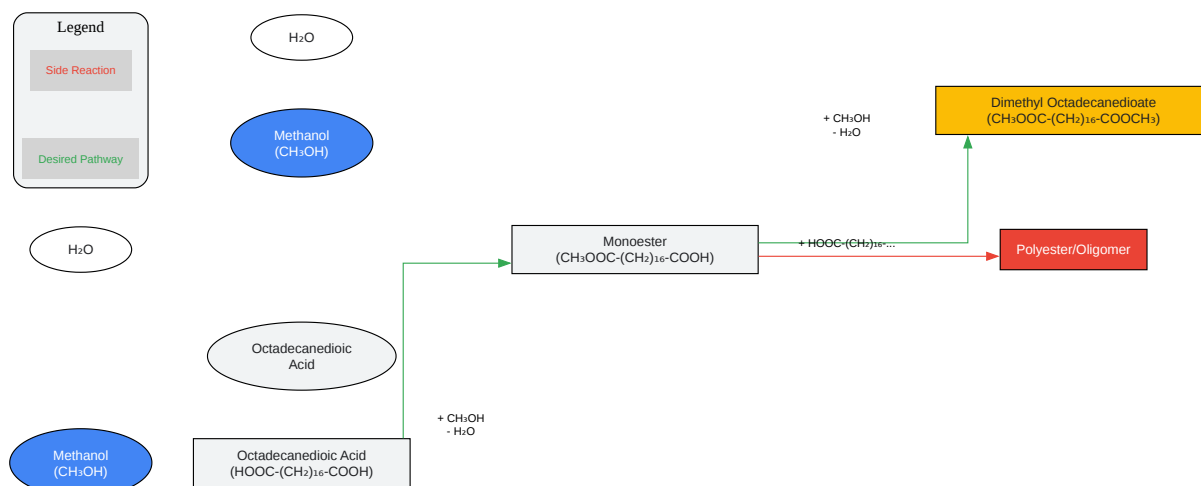 Legend
Side Reaction
Desired Pathway
H₂O
Methanol
(CH₃OH)
H₂O
Octadecanedioic
Acid
Methanol
(CH₃OH)
Octadecanedioic Acid
(HOOC-(CH₂)₁₆-COOH)
+ CH₃OH
- H₂O
Monoester
(CH₃OOC-(CH₂)₁₆-COOH)
+ CH₃OH
- H₂O
+ HOOC-(CH₂)₁₆-...
Dimethyl Octadecanedioate
(CH₃OOC-(CH₂)₁₆-COOCH₃)
Polyester/Oligomer